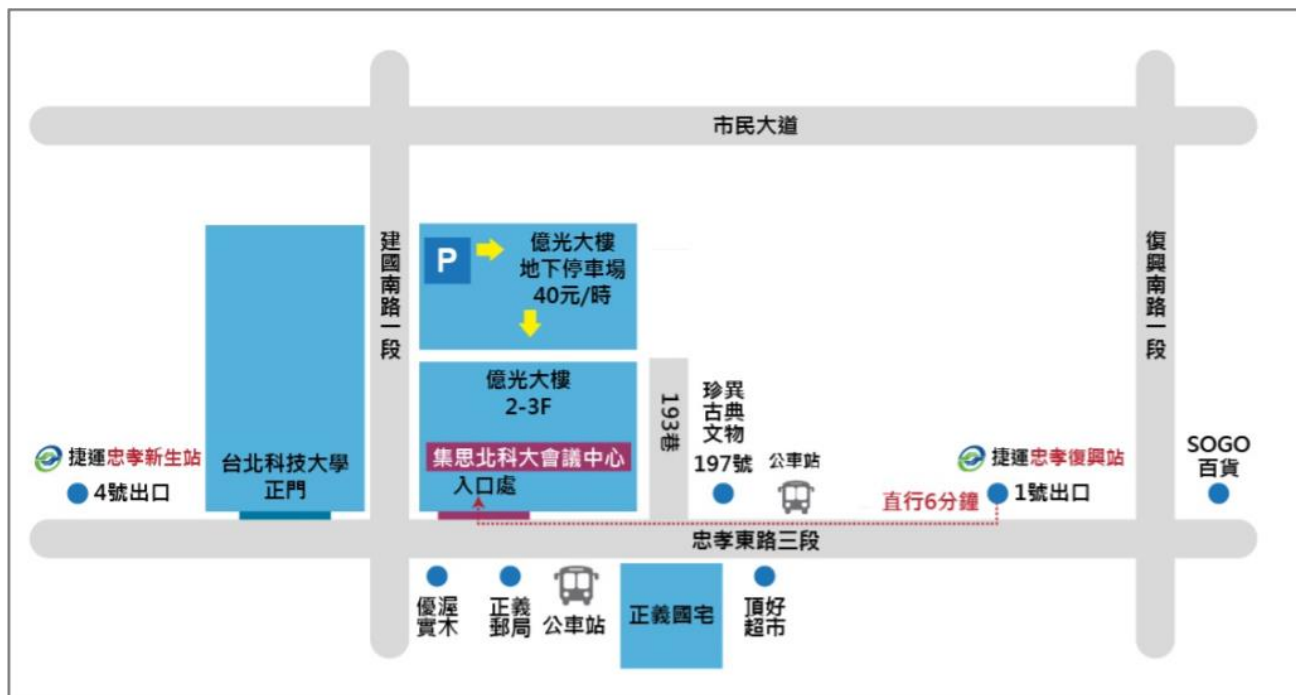 市民大道
建國南路一段
復興南路一段
P
億光大樓
地下停車場
40元/時
億光大樓
2-3F
集思北科大會議中心
入口處
193巷
珍異
古典
文物
197號
公車站
捷運忠孝新生站
4號出口
台北科技大學
正門
捷運忠孝復興站
1號出口
直行6分鐘
SOGO
百貨
忠孝東路三段
優渥
實木
正義
郵局
公車站
正義國宅
頂好
超市